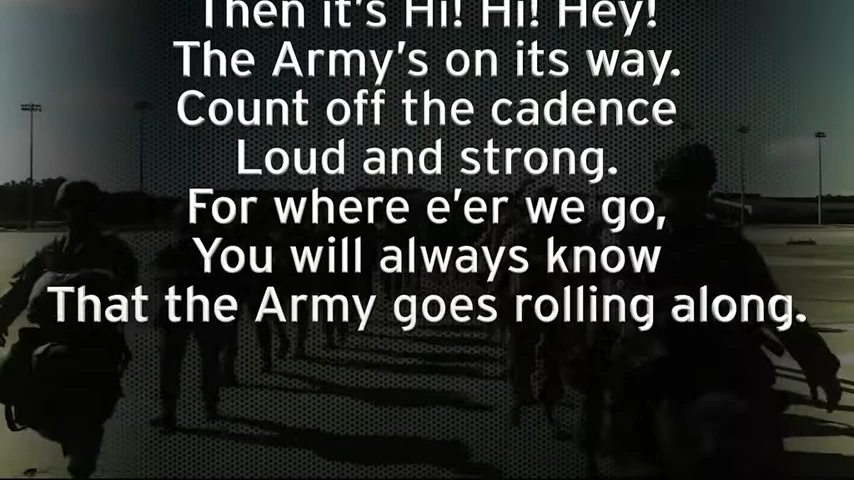 Then it's Hi! Hi! Hey!
The Army's on its way.
Count off the cadence
Loud and strong.
For where e'er we go,
You will always know
That the Army goes rolling along.